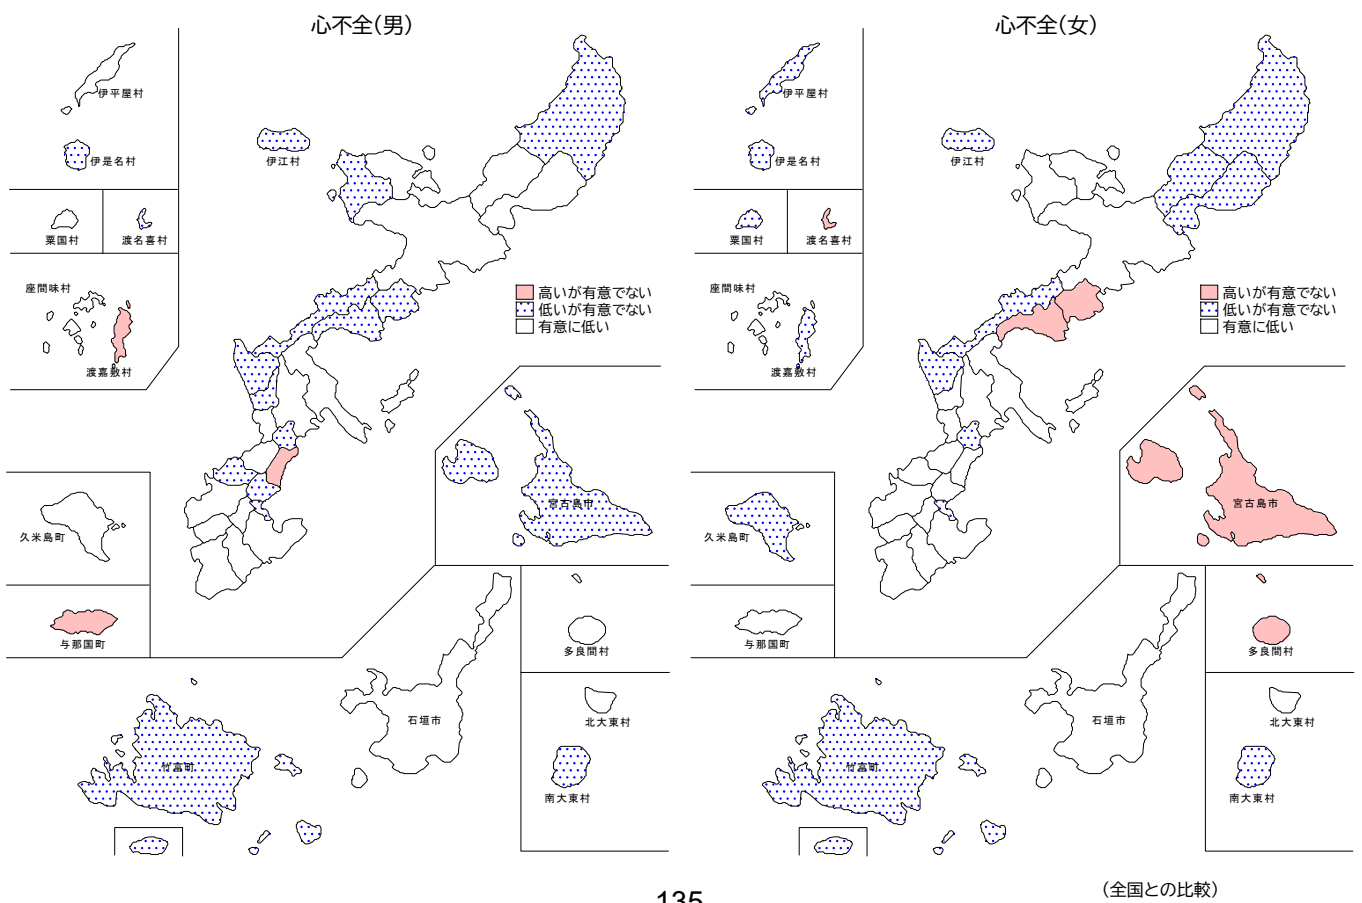 心不全(男)
伊平屋村
伊是名村
伊江村
粟国村
渡名喜村
座間味村
渡嘉敷村
高いが有意でない
低いが有意でない
有意に低い
久米島町
宮古島市
与那国町
多良間村
石垣市
北大東村
竹富町
南大東村
心不全(女)
伊平屋村
伊是名村
伊江村
粟国村
渡名喜村
座間味村
渡嘉敷村
高いが有意でない
低いが有意でない
有意に低い
久米島町
宮古島市
与那国町
多良間村
石垣市
北大東村
竹富町
南大東村
135
(全国との比較)